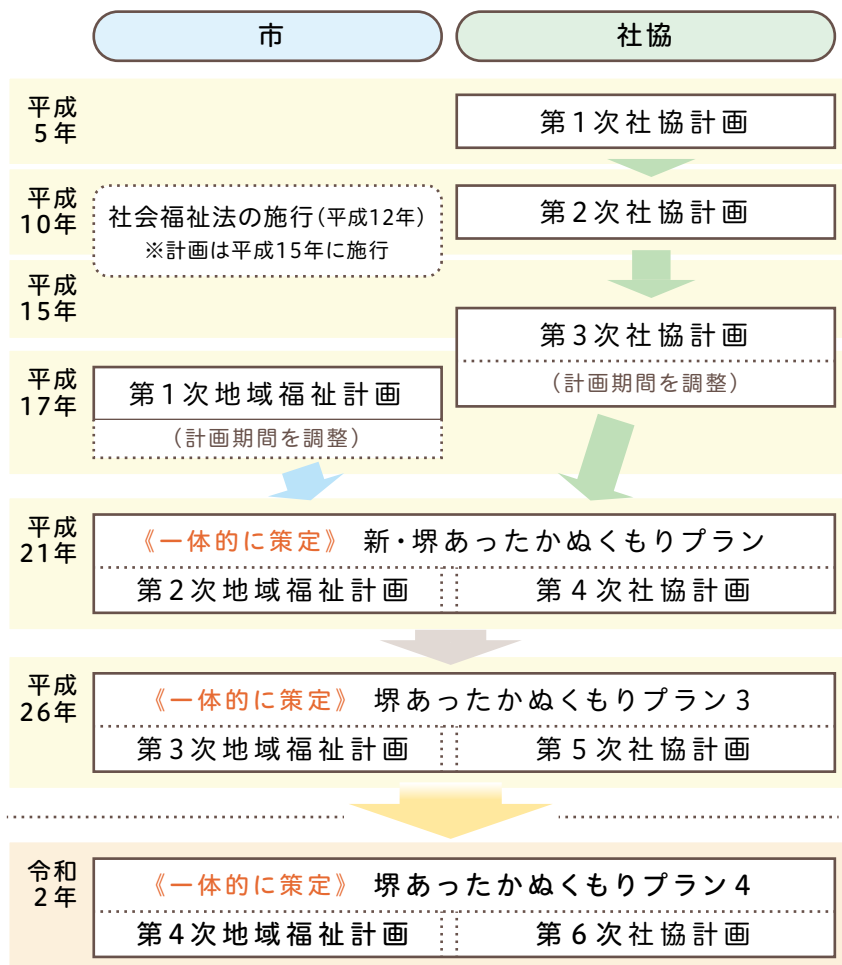 市
社協
平成
5年
第1次社協計画
平成
10年
社会福祉法の施行(平成12年)
※計画は平成15年に施行
第2次社協計画
平成
15年
第3次社協計画
(計画期間を調整)
平成
17年
第1次地域福祉計画
(計画期間を調整)
平成
21年
《一体的に策定》 新・堺あったかぬくもりプラン
第2次地域福祉計画
第4次社協計画
平成
26年
《一体的に策定》 堺あったかぬくもりプラン3
第3次地域福祉計画
第5次社協計画
令和
2年
《一体的に策定》 堺あったかぬくもりプラン4
第4次地域福祉計画
第6次社協計画